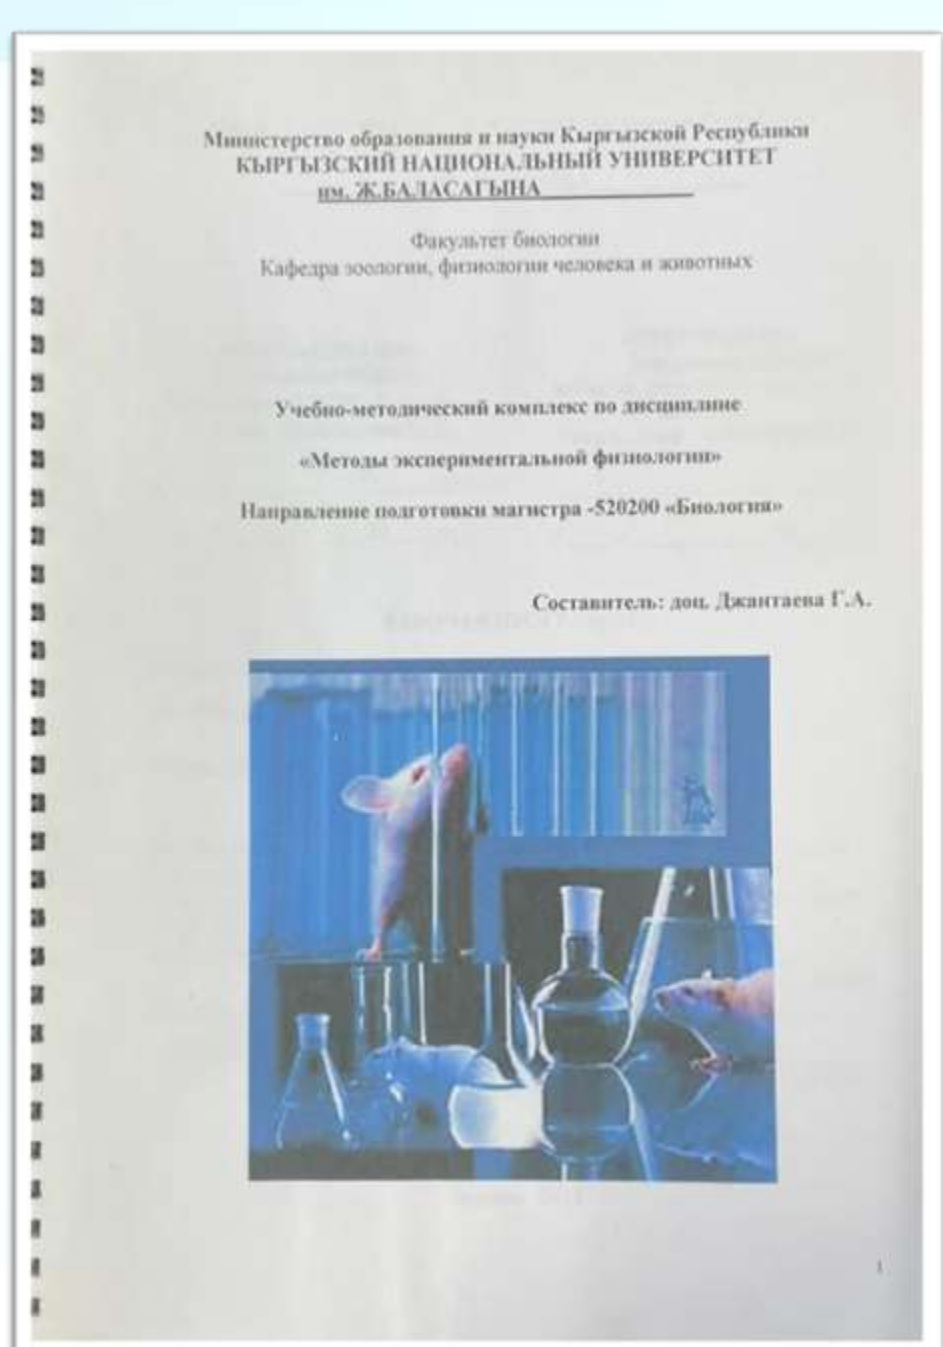 Министерство образования и науки Кыргызской Республики
КЫРГЫЗСКИЙ НАЦИОНАЛЬНЫЙ УНИВЕРСИТЕТ
им. Ж.БАЛАСАГЫНА
Факультет биологии
Кафедра зоологии, физиологии человека и животных
Учебно-методический комплекс по дисциплине
«Методы экспериментальной физиологии»
Направление подготовки магистра -520200 «Биология»
Составитель: доц. Джантаева Г.А.
1